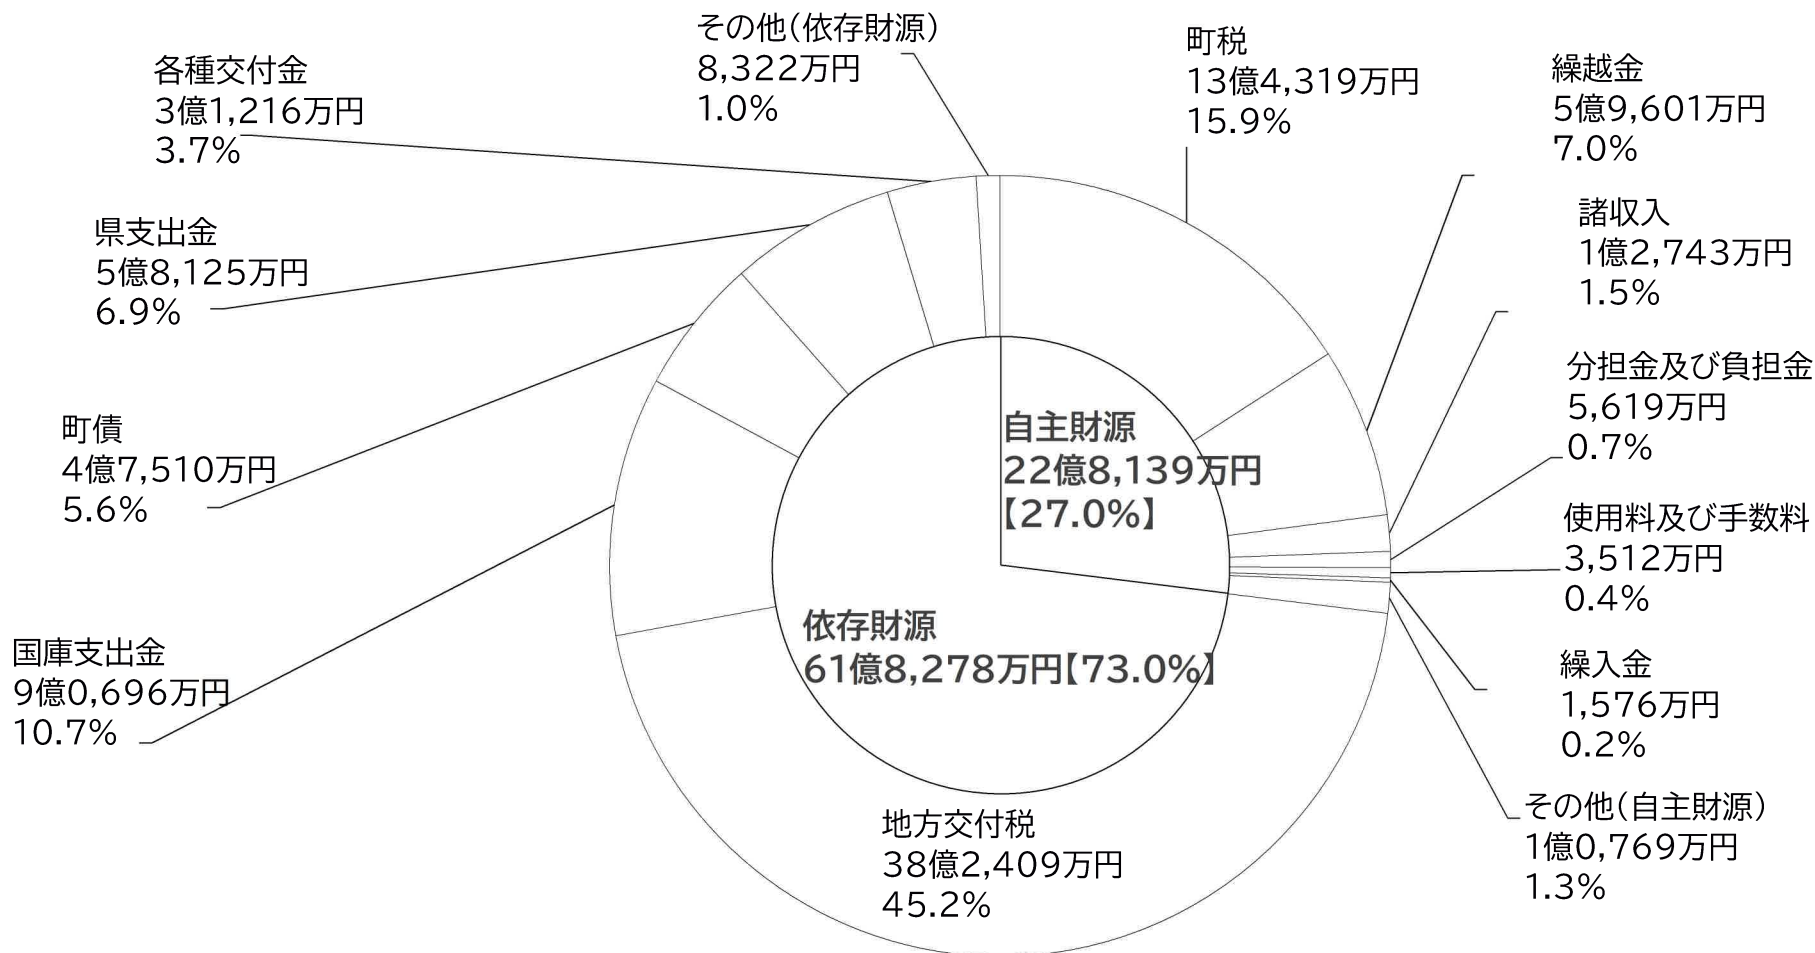 その他(依存財源)
8,322万円
1.0%
町税
13億4,319万円
15.9%
繰越金
5億9,601万円
7.0%
諸収入
1億2,743万円
1.5%
分担金及び負担金
5,619万円
0.7%
使用料及び手数料
3,512万円
0.4%
繰入金
1,576万円
0.2%
その他(自主財源)
1億0,769万円
1.3%
地方交付税
38億2,409万円
45.2%
国庫支出金
9億0,696万円
10.7%
町債
4億7,510万円
5.6%
県支出金
5億8,125万円
6.9%
各種交付金
3億1,216万円
3.7%
自主財源
22億8,139万円
【27.0%】
依存財源
61億8,278万円【73.0%】